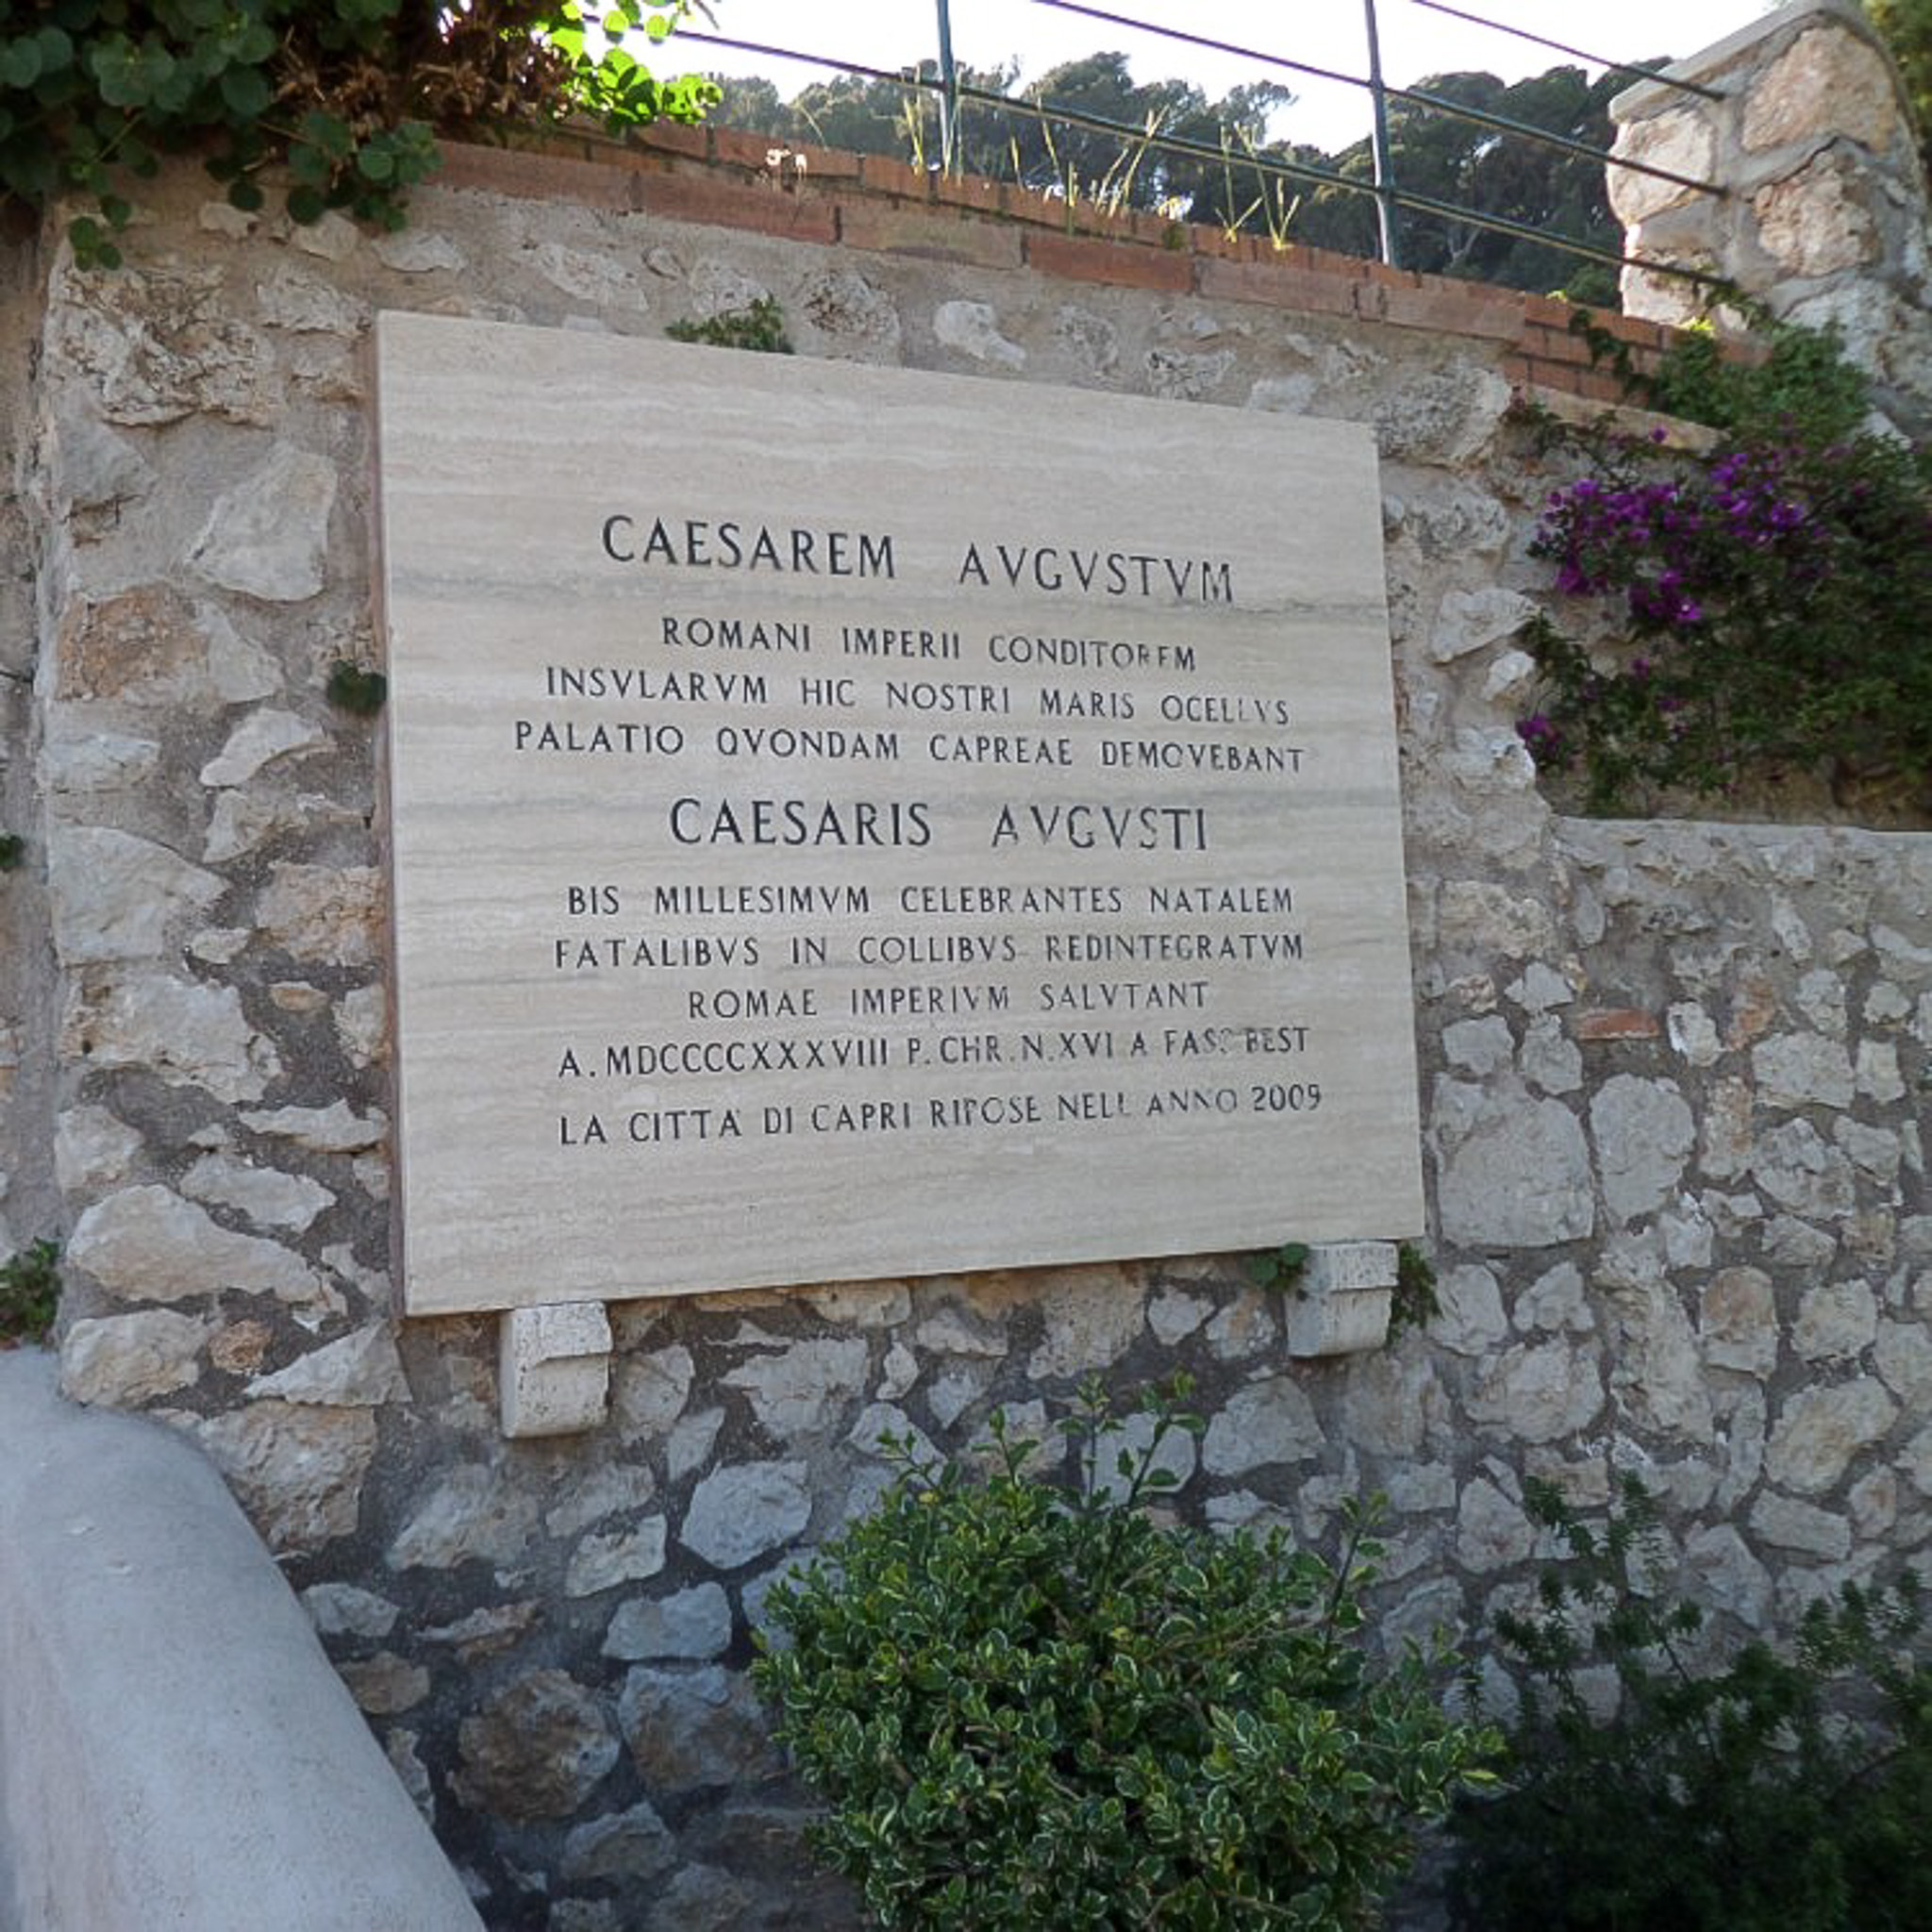 CAESAREM AVGVSTVM
ROMANI IMPERII CONDITOREM
INSVLARVM HIC NOSTRI MARIS OCELLVS
PALATIO QVONDAM CAPREAE DEMOVEBANT
CAESARIS AVGVSTI
BIS MILLESIMVM CELEBRANTES NATALEM
FATALIBVS IN COLLIBVS REDINTEGRATVM
ROMAE IMPERIVM SALVTANT
A. MDCCCCXXXVIII P. CHR. N. XVI A FASC REST
LA CITTA' DI CAPRI RIPOSE NELL ANNO 2009